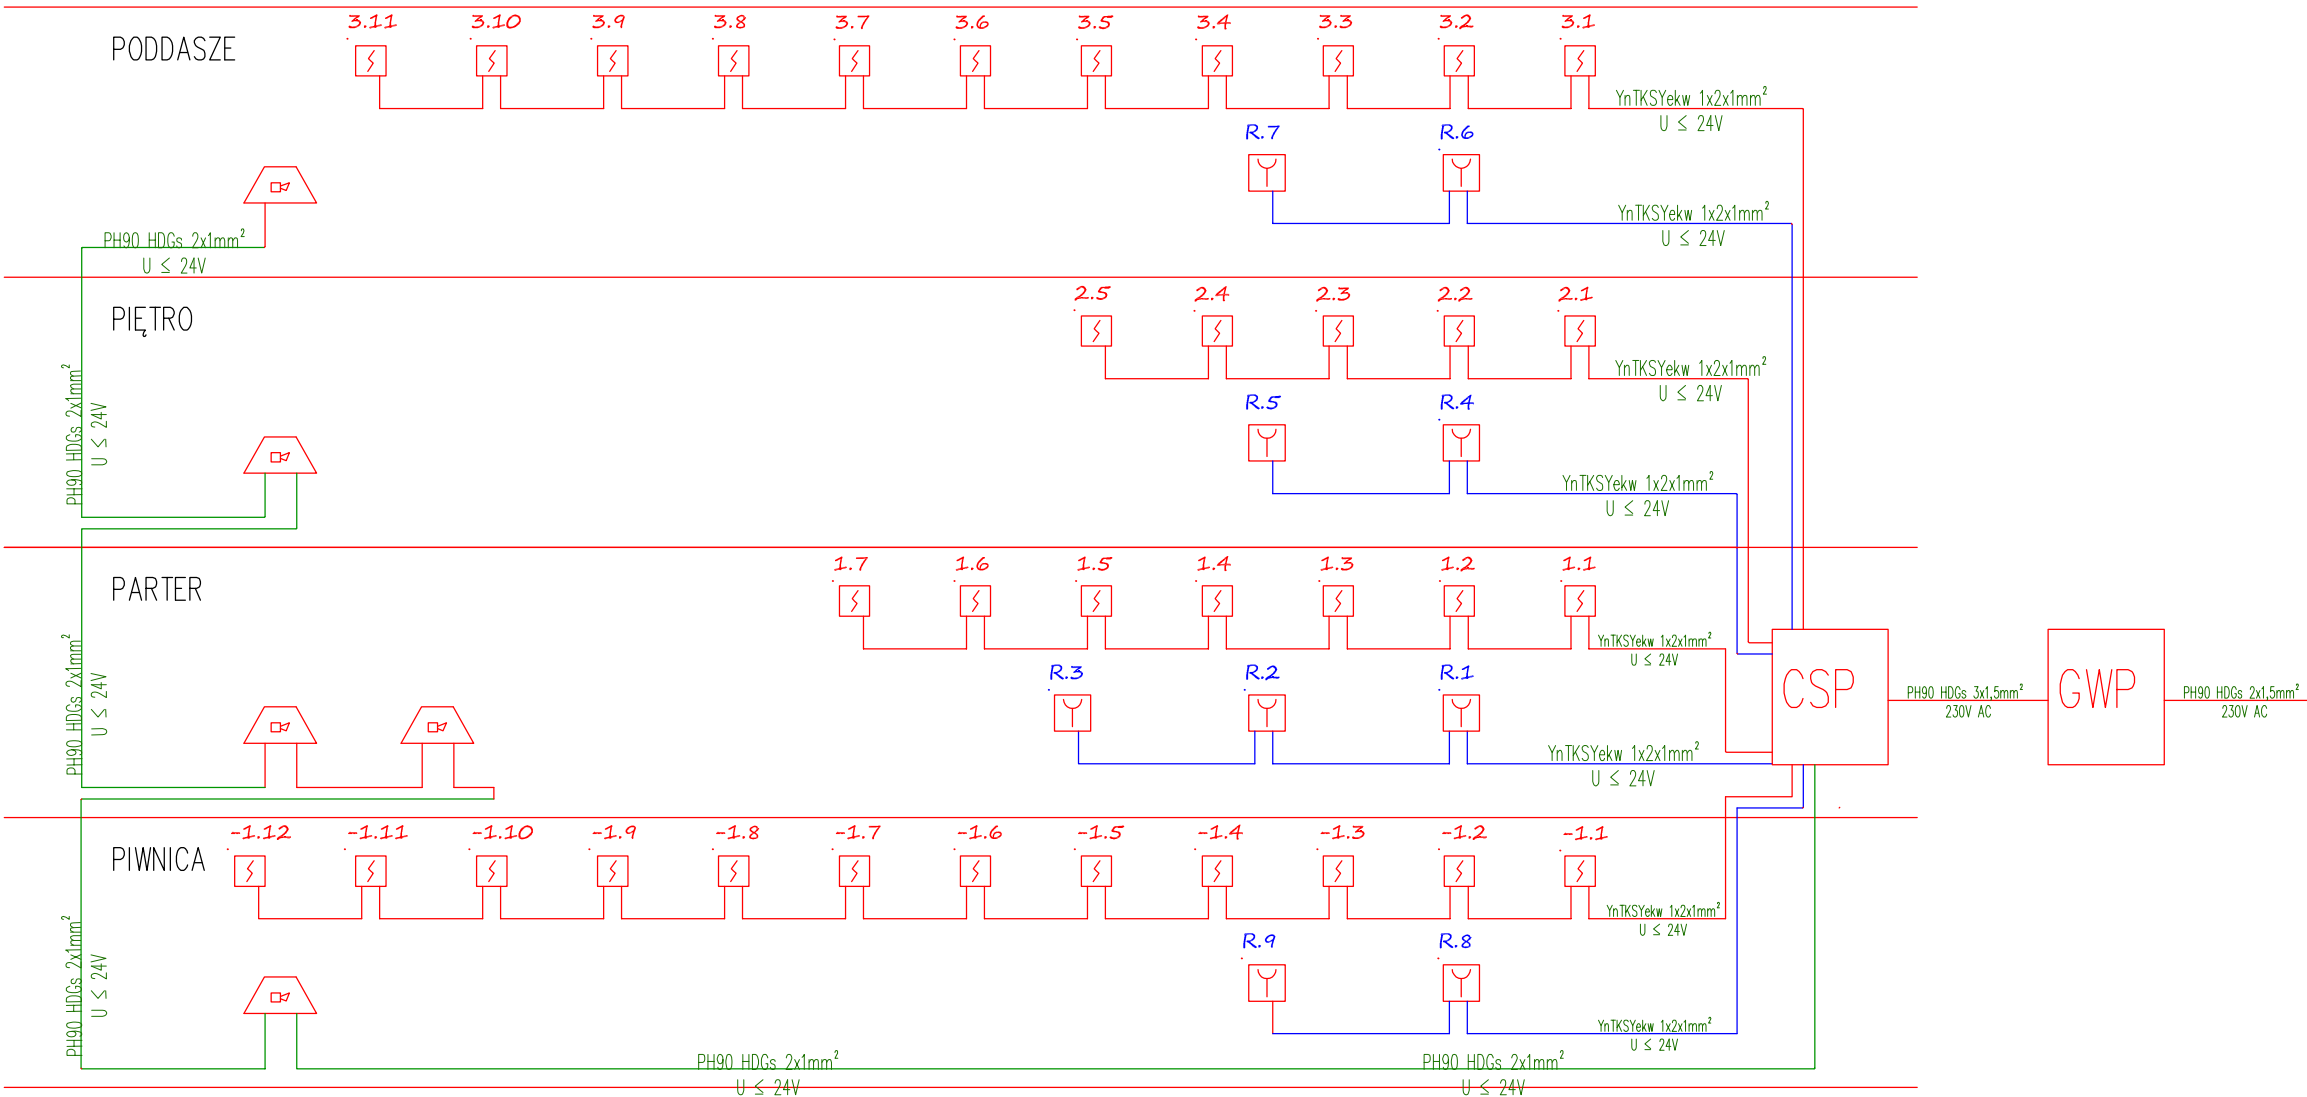 3.11 3.10 3.9 3.8 3.7 3.6 3.5 3.4 3.3 3.2 3.1
PODDASZE
YnTKSYekw 1x2x1mm²
U ≤ 24V
R.7 R.6
YnTKSYekw 1x2x1mm²
U ≤ 24V
PH90 HDGs 2x1mm²
U ≤ 24V
2.5 2.4 2.3 2.2 2.1
PIĘTRO
YnTKSYekw 1x2x1mm²
U ≤ 24V
R.5 R.4
PH90 HDGs 2x1mm²
U ≤ 24V
YnTKSYekw 1x2x1mm²
U ≤ 24V
1.7 1.6 1.5 1.4 1.3 1.2 1.1
PARTER
YnTKSYekw 1x2x1mm²
U ≤ 24V
R.3 R.2 R.1
PH90 HDGs 2x1mm²
U ≤ 24V
CSP
PH90 HDGs 3x1,5mm²
230V AC
GWP
PH90 HDGs 2x1,5mm²
230V AC
YnTKSYekw 1x2x1mm²
U ≤ 24V
-1.12 -1.11 -1.10 -1.9 -1.8 -1.7 -1.6 -1.5 -1.4 -1.3 -1.2 -1.1
PIWNICA
YnTKSYekw 1x2x1mm²
U ≤ 24V
R.9 R.8
PH90 HDGs 2x1mm²
U ≤ 24V
YnTKSYekw 1x2x1mm²
U ≤ 24V
PH90 HDGs 2x1mm²
U ≤ 24V
PH90 HDGs 2x1mm²
U ≤ 24V